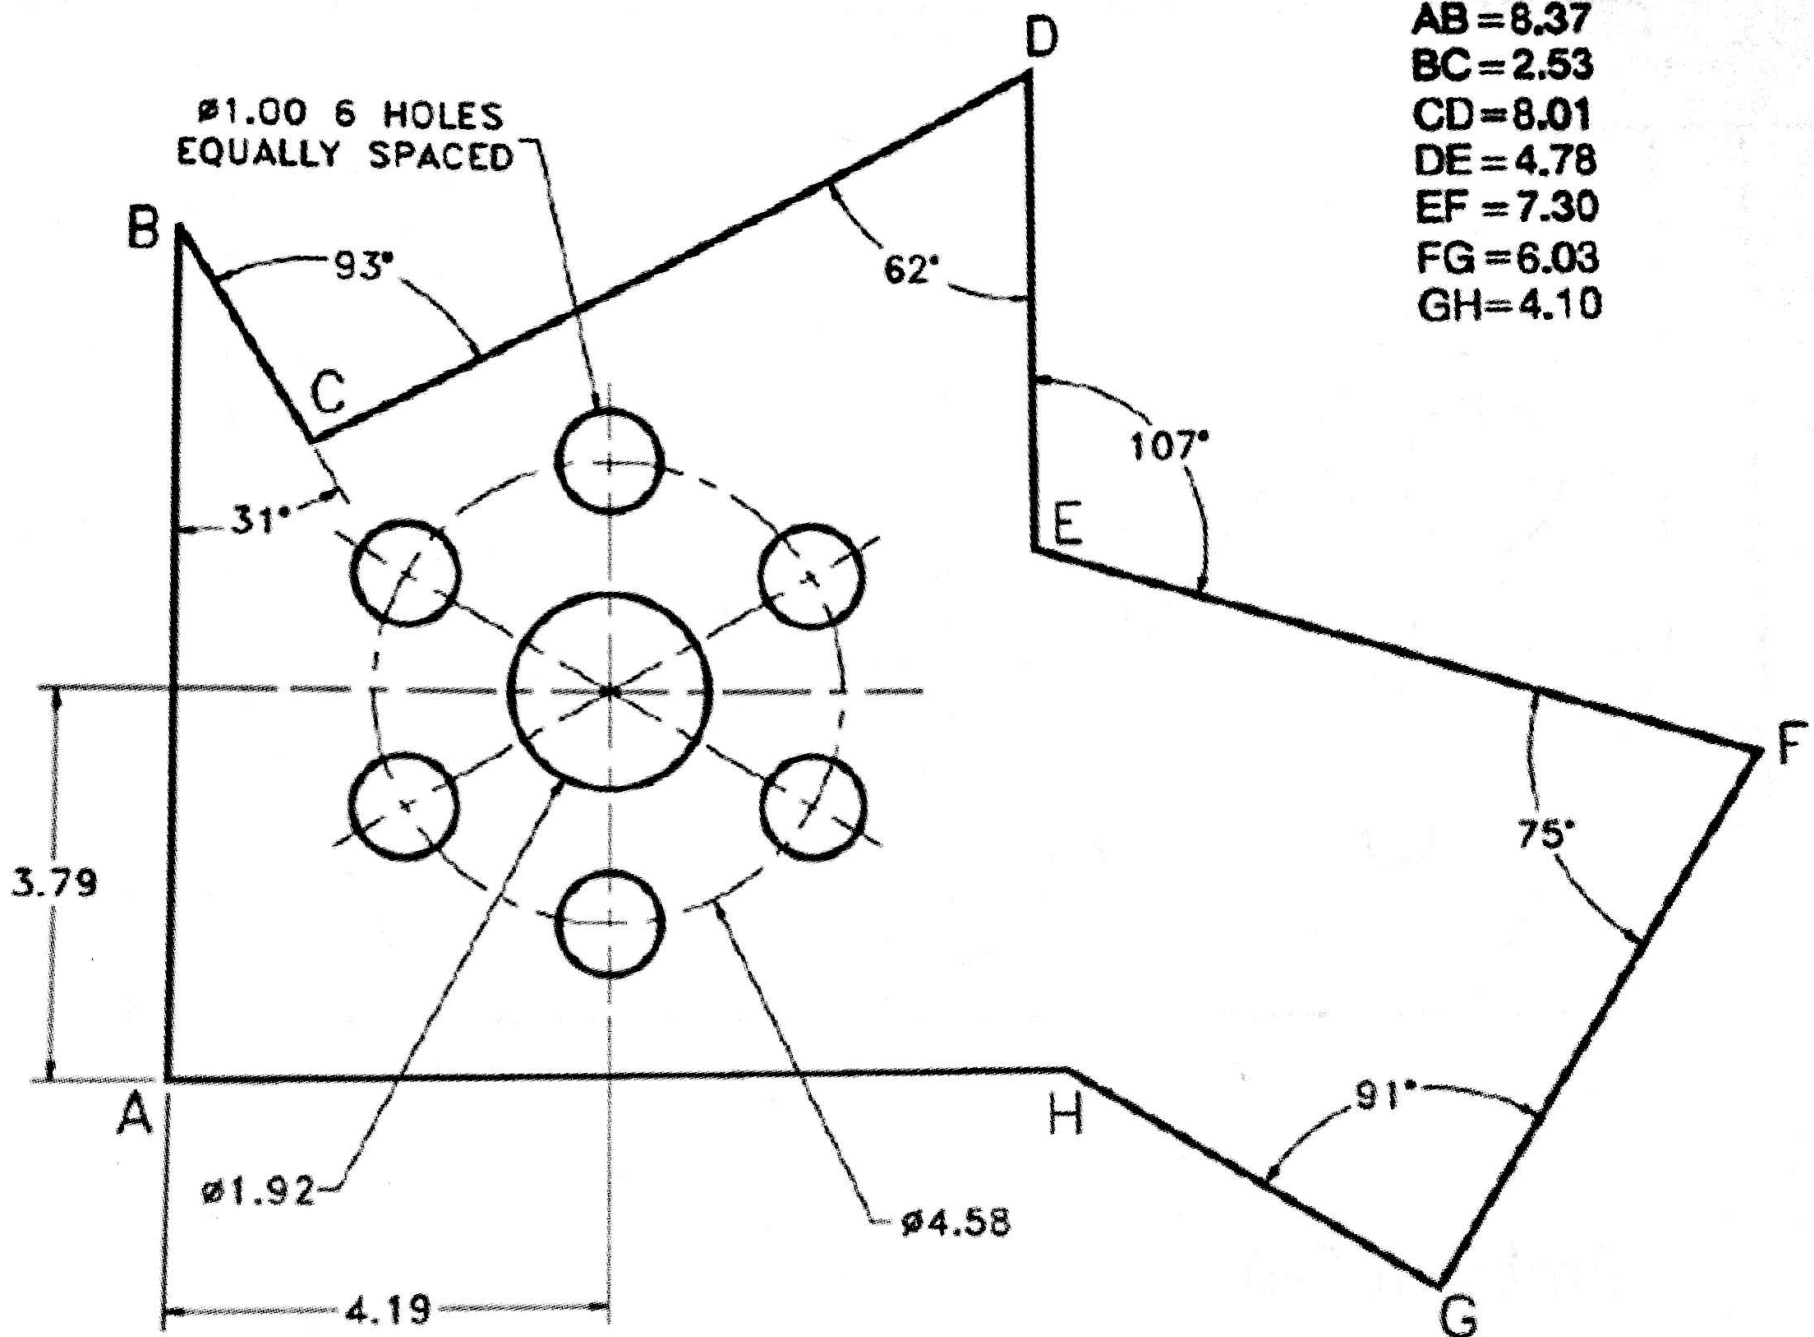 D
AB=8.37
BC=2.53
CD=8.01
DE=4.78
EF=7.30
FG=6.03
GH=4.10
ø1.00 6 HOLES
EQUALLY SPACED
B
93°
62°
C
107°
31°
E
F
75°
3.79
91°
A
H
ø1.92
ø4.58
4.19
G